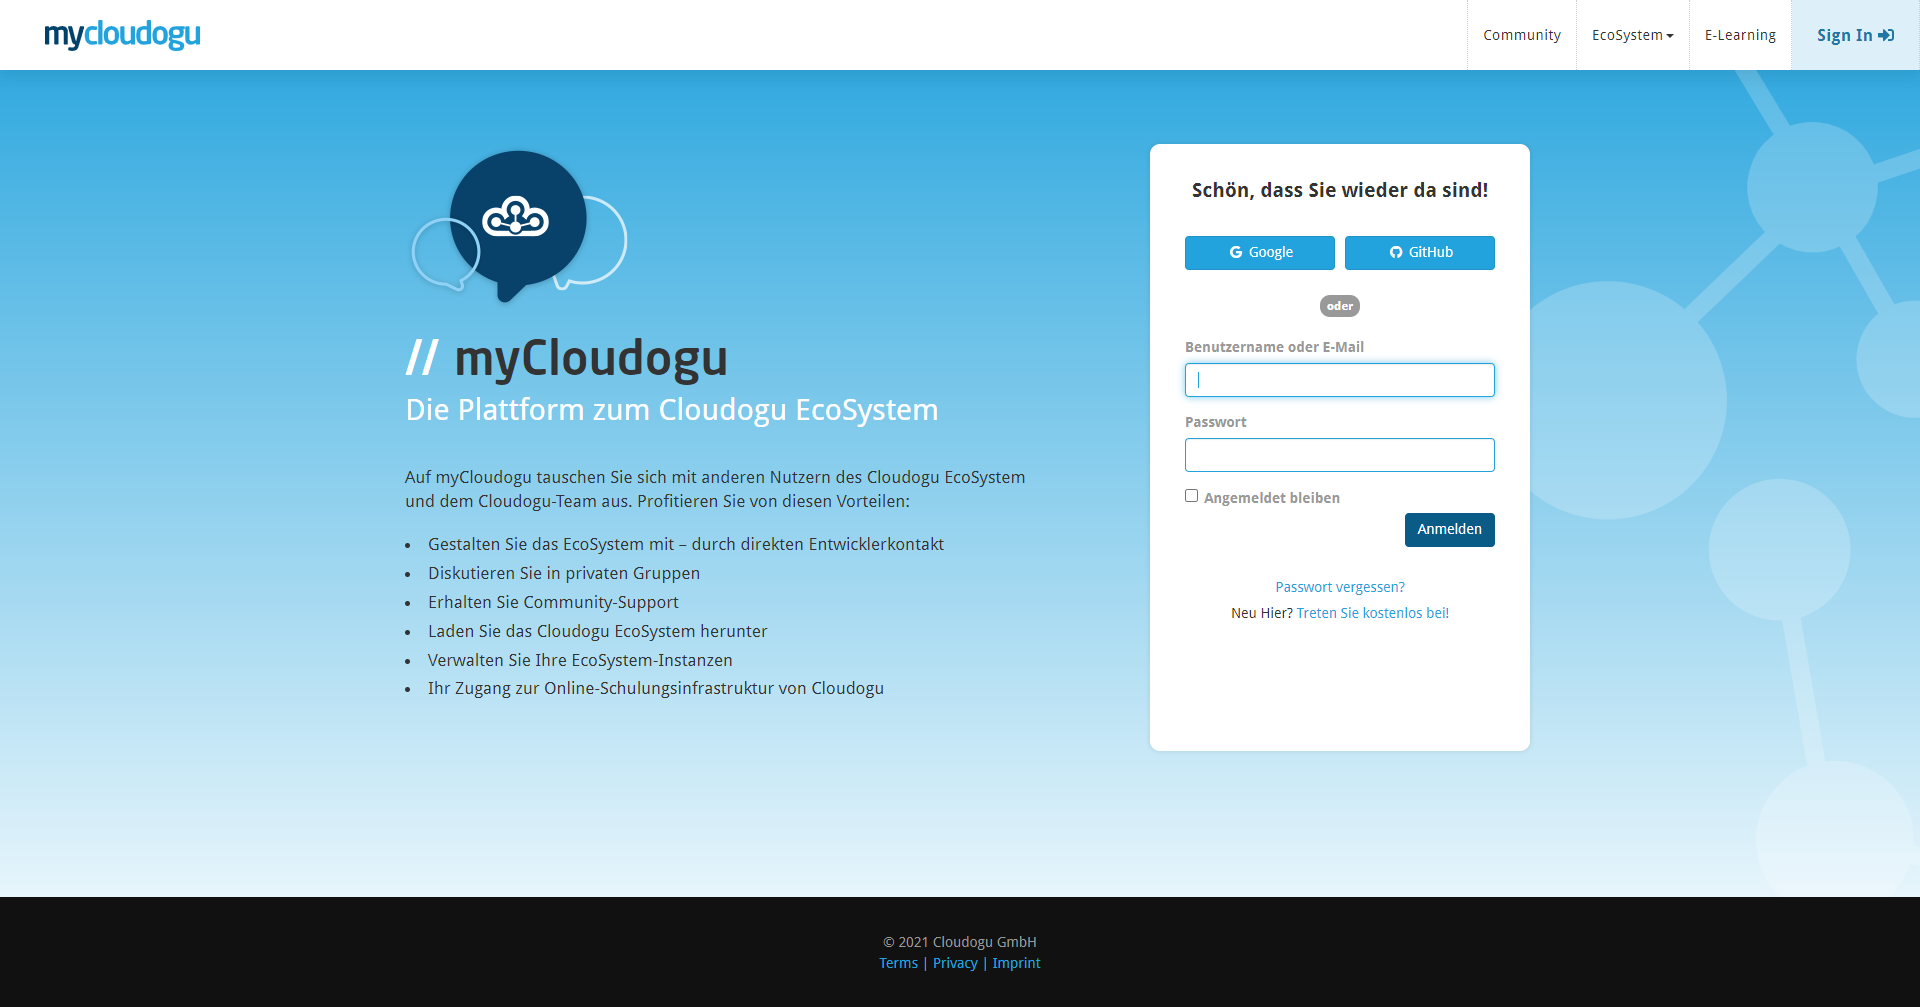 mycloudogu
Community
EcoSystem
E-Learning
Sign In
// myCloudogu
Die Plattform zum Cloudogu EcoSystem
Auf myCloudogu tauschen Sie sich mit anderen Nutzern des Cloudogu EcoSystem
und dem Cloudogu-Team aus. Profitieren Sie von diesen Vorteilen:
• Gestalten Sie das EcoSystem mit – durch direkten Entwicklerkontakt
• Diskutieren Sie in privaten Gruppen
• Erhalten Sie Community-Support
• Laden Sie das Cloudogu EcoSystem herunter
• Verwalten Sie Ihre EcoSystem-Instanzen
• Ihr Zugang zur Online-Schulungsinfrastruktur von Cloudogu
Schön, dass Sie wieder da sind!
Google
GitHub
oder
Benutzername oder E-Mail
Passwort
Angemeldet bleiben
Anmelden
Passwort vergessen?
Neu Hier? Treten Sie kostenlos bei!
© 2021 Cloudogu GmbH
Terms | Privacy | Imprint